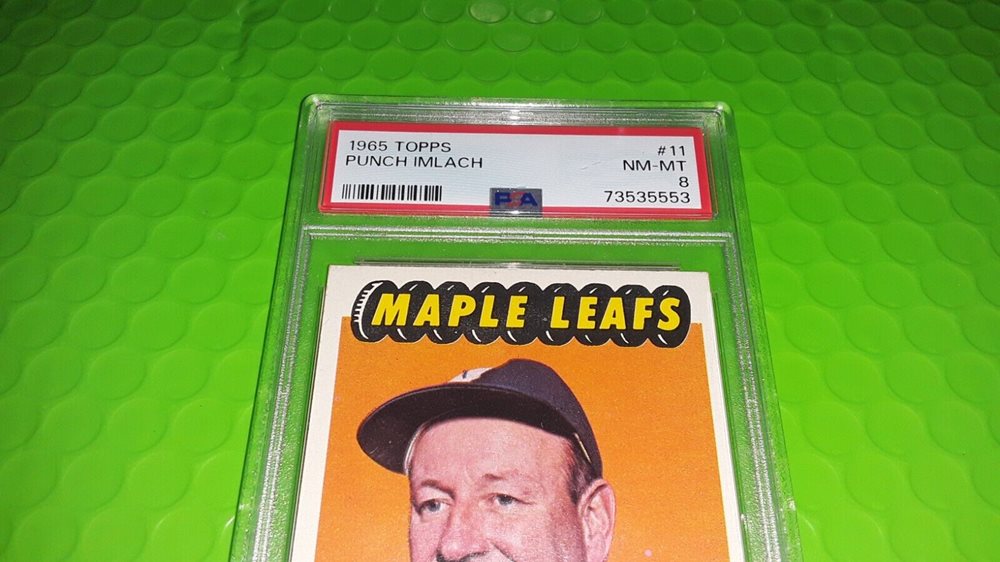 1965 TOPPS #11
PUNCH IMLACH NM-MT
8
PSA 73535553
MAPLE LEAFS